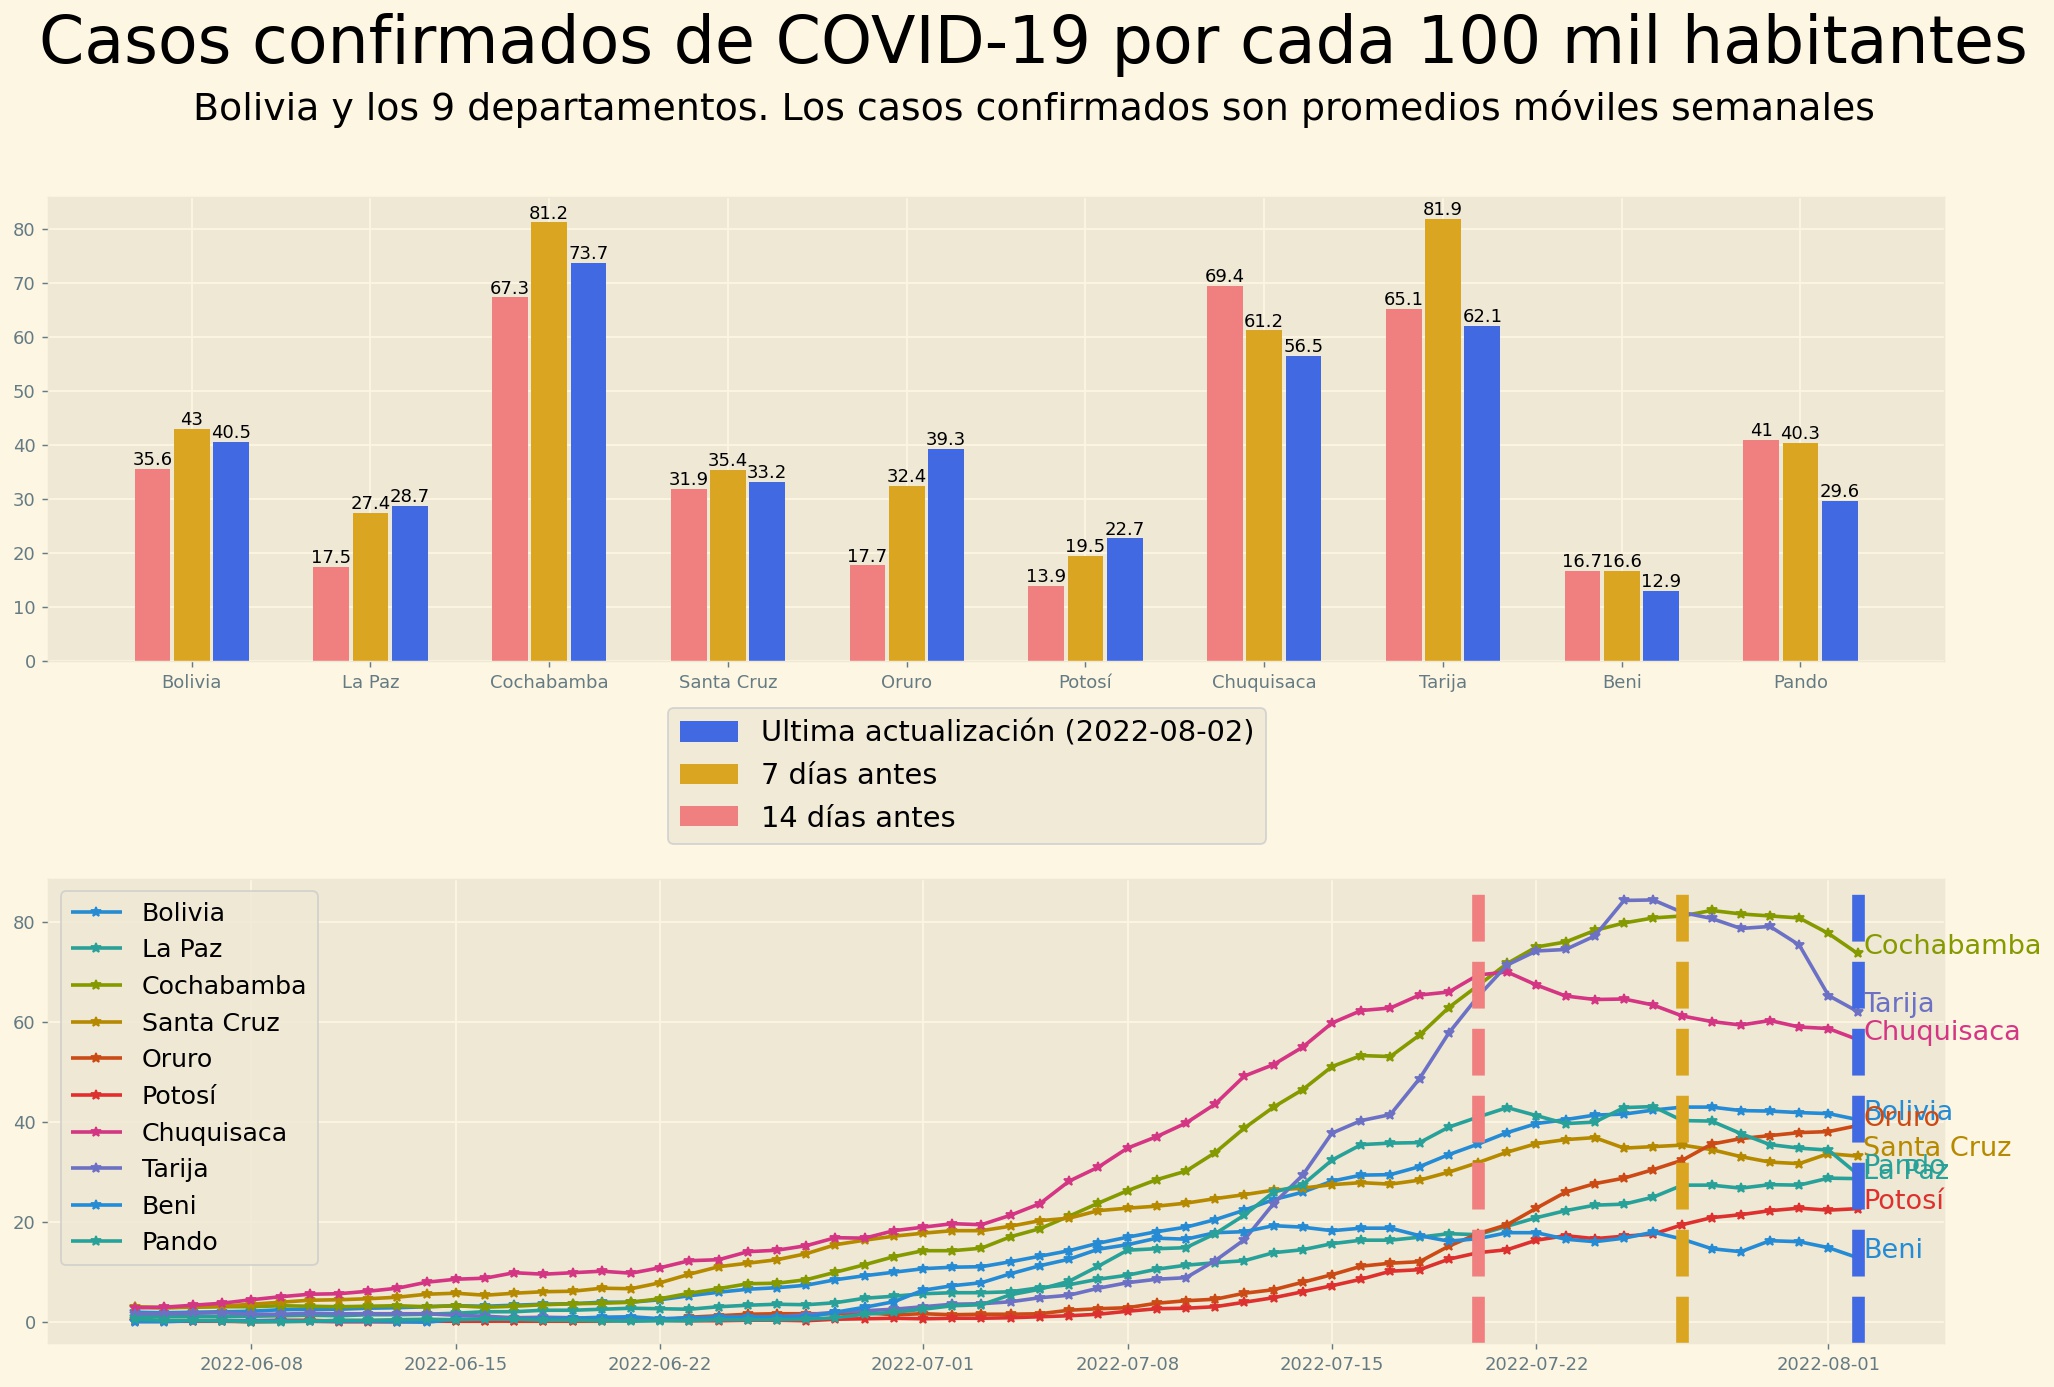 Casos confirmados de COVID-19 por cada 100 mil habitantes
Bolivia y los 9 departamentos. Los casos confirmados son promedios móviles semanales
80
70
60
50
40
30
20
10
0
35.6 43 40.5
17.5 27.4 28.7
67.3 81.2 73.7
31.9 35.4 33.2
17.7 32.4 39.3
13.9 19.5 22.7
69.4 61.2 56.5
65.1 81.9 62.1
16.7 16.6 12.9
41 40.3 29.6
Bolivia La Paz Cochabamba Santa Cruz Oruro Potosí Chuquisaca Tarija Beni Pando
Ultima actualización (2022-08-02)
7 días antes
14 días antes
80
60
40
20
0
Bolivia
La Paz
Cochabamba
Santa Cruz
Oruro
Potosí
Chuquisaca
Tarija
Beni
Pando
Cochabamba
Tarija
Chuquisaca
Bolivia
Oruro
Santa Cruz
Pando
La Paz
Potosí
Beni
2022-06-08 2022-06-15 2022-06-22 2022-07-01 2022-07-08 2022-07-15 2022-07-22 2022-08-01